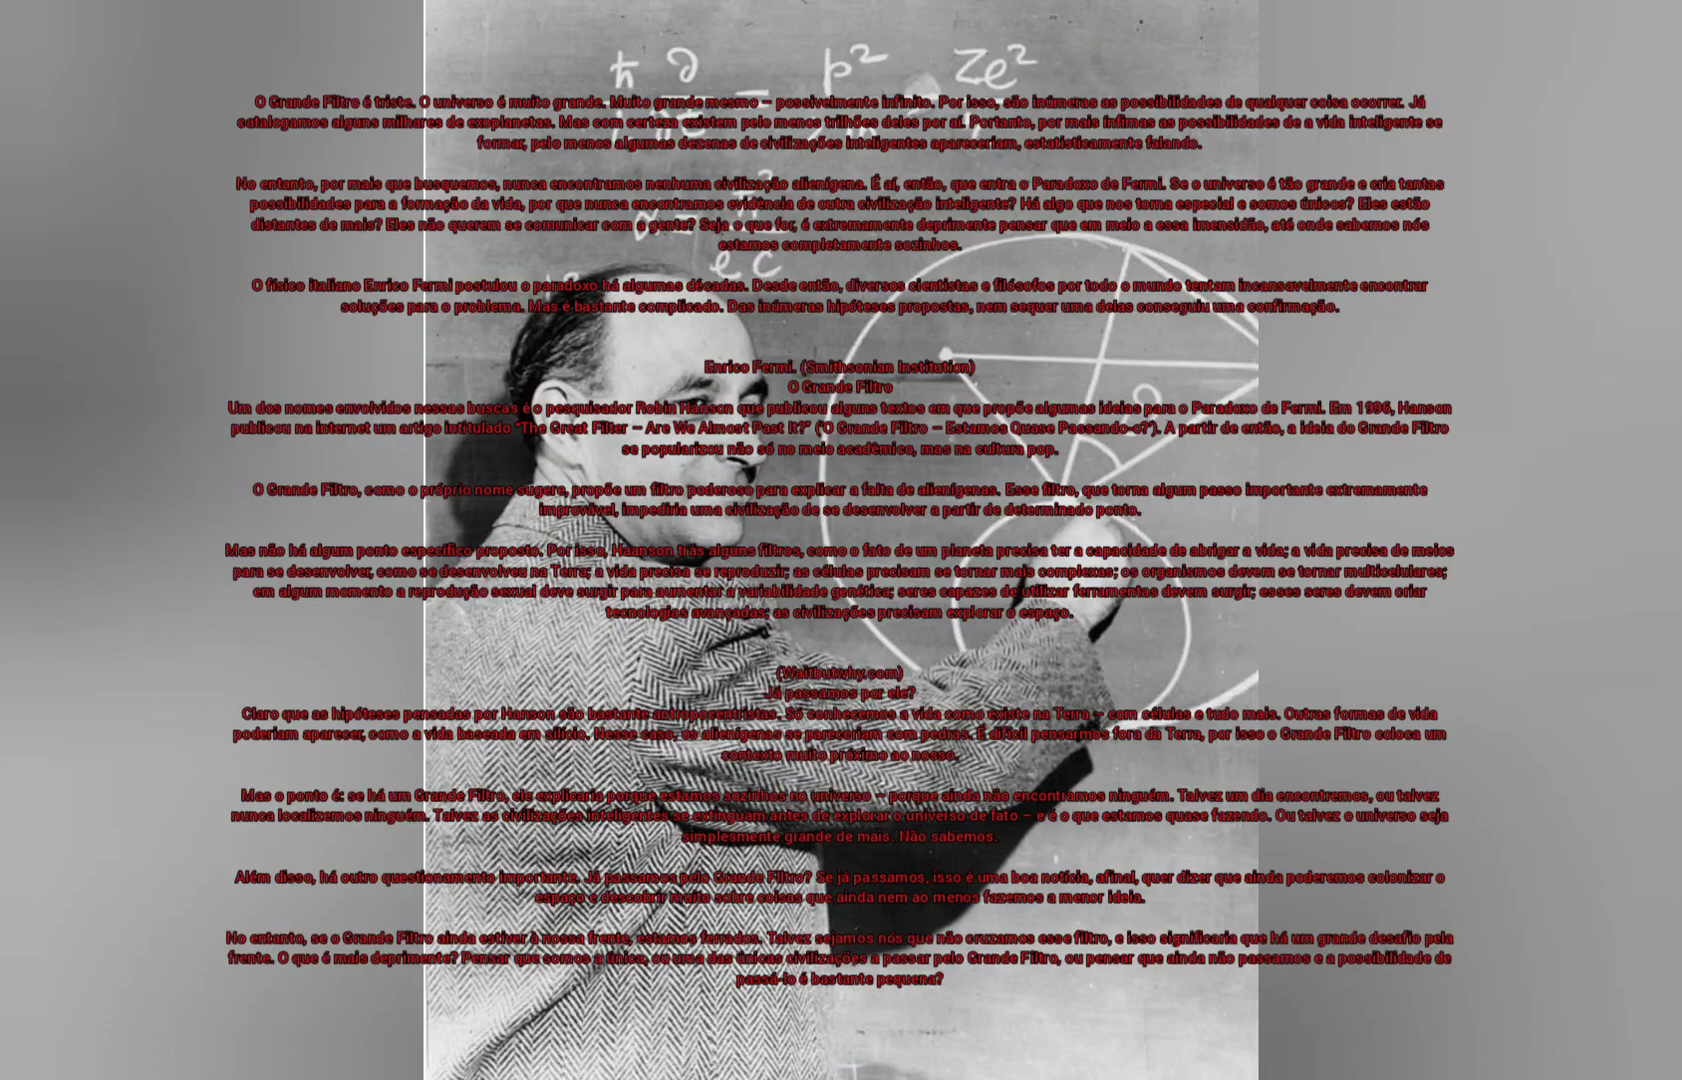 ħ ∂ p² Ze²
O Grande Filtro é triste. O universo é muito grande. Muito grande mesmo – possivelmente infinito. Por isso, são inúmeras as possibilidades de qualquer coisa ocorrer. Já
catalogamos alguns milhares de exoplanetas. Mas com certeza existem pelo menos trilhões deles por aí. Portanto, por mais ínfimas as possibilidades de a vida inteligente se
formar, pelo menos algumas dezenas de civilizações inteligentes apareceriam, estatisticamente falando.
No entanto, por mais que busquemos, nunca encontramos nenhuma civilização alienígena. É aí, então, que entra o Paradoxo de Fermi. Se o universo é tão grande e cria tantas
possibilidades para a formação da vida, por que nunca encontramos evidência de outra civilização inteligente? Há algo que nos torna especial e somos únicos? Eles estão
distantes de mais? Eles não querem se comunicar com a gente? Seja o que for, é extremamente deprimente pensar que em meio a essa imensidão, até onde sabemos nós
estamos completamente sozinhos.
e c
O físico italiano Enrico Fermi postulou o paradoxo há algumas décadas. Desde então, diversos cientistas e filósofos por todo o mundo tentam incansavelmente encontrar
soluções para o problema. Mas é bastante complicado. Das inúmeras hipóteses propostas, nem sequer uma delas conseguiu uma confirmação.
Enrico Fermi. (Smithsonian Institution)
O Grande Filtro
Um dos nomes envolvidos nessas buscas é o pesquisador Robin Hanson que publicou alguns textos em que propõe algumas ideias para o Paradoxo de Fermi. Em 1996, Hanson
publicou na internet um artigo intitulado “The Great Filter – Are We Almost Past It?” (“O Grande Filtro – Estamos Quase Passando-o?”). A partir de então, a ideia do Grande Filtro
se popularizou não só no meio acadêmico, mas na cultura pop.
O Grande Filtro, como o próprio nome sugere, propõe um filtro poderoso para explicar a falta de alienígenas. Esse filtro, que torna algum passo importante extremamente
improvável, impediria uma civilização de se desenvolver a partir de determinado ponto.
Mas não há algum ponto específico proposto. Por isso, Haanson trás alguns filtros, como o fato de um planeta precisa ter a capacidade de abrigar a vida; a vida precisa de meios
para se desenvolver, como se desenvolveu na Terra; a vida precisa se reproduzir; as células precisam se tornar mais complexas; os organismos devem se tornar multicelulares;
em algum momento a reprodução sexual deve surgir para aumentar a variabilidade genética; seres capazes de utilizar ferramentas devem surgir; esses seres devem criar
tecnologias avançadas; as civilizações precisam explorar o espaço.
(Waitbutwhy.com)
Já passamos por ele?
Claro que as hipóteses pensadas por Hanson são bastante antropocentristas. Só conhecemos a vida como existe na Terra – com células e tudo mais. Outras formas de vida
poderiam aparecer, como a vida baseada em silício. Nesse caso, os alienígenas se pareceriam com pedras. É difícil pensarmos fora da Terra, por isso o Grande Filtro coloca um
contexto muito próximo ao nosso.
Mas o ponto é: se há um Grande Filtro, ele explicaria porque estamos sozinhos no universo – porque ainda não encontramos ninguém. Talvez um dia encontremos, ou talvez
nunca localizemos ninguém. Talvez as civilizações inteligentes se extinguam antes de explorar o universo de fato – e é o que estamos quase fazendo. Ou talvez o universo seja
simplesmente grande de mais. Não sabemos.
Além disso, há outro questionamento importante. Já passamos pelo Grande Filtro? Se já passamos, isso é uma boa notícia, afinal, quer dizer que ainda poderemos colonizar o
espaço e descobrir muito sobre coisas que ainda nem ao menos fazemos a menor ideia.
No entanto, se o Grande Filtro ainda estiver à nossa frente, estamos ferrados. Talvez sejamos nós que não cruzamos esse filtro, e isso significaria que há um grande desafio pela
frente. O que é mais deprimente? Pensar que somos a única, ou uma das únicas civilizações a passar pelo Grande Filtro, ou pensar que ainda não passamos e a possibilidade de
passá-lo é bastante pequena?